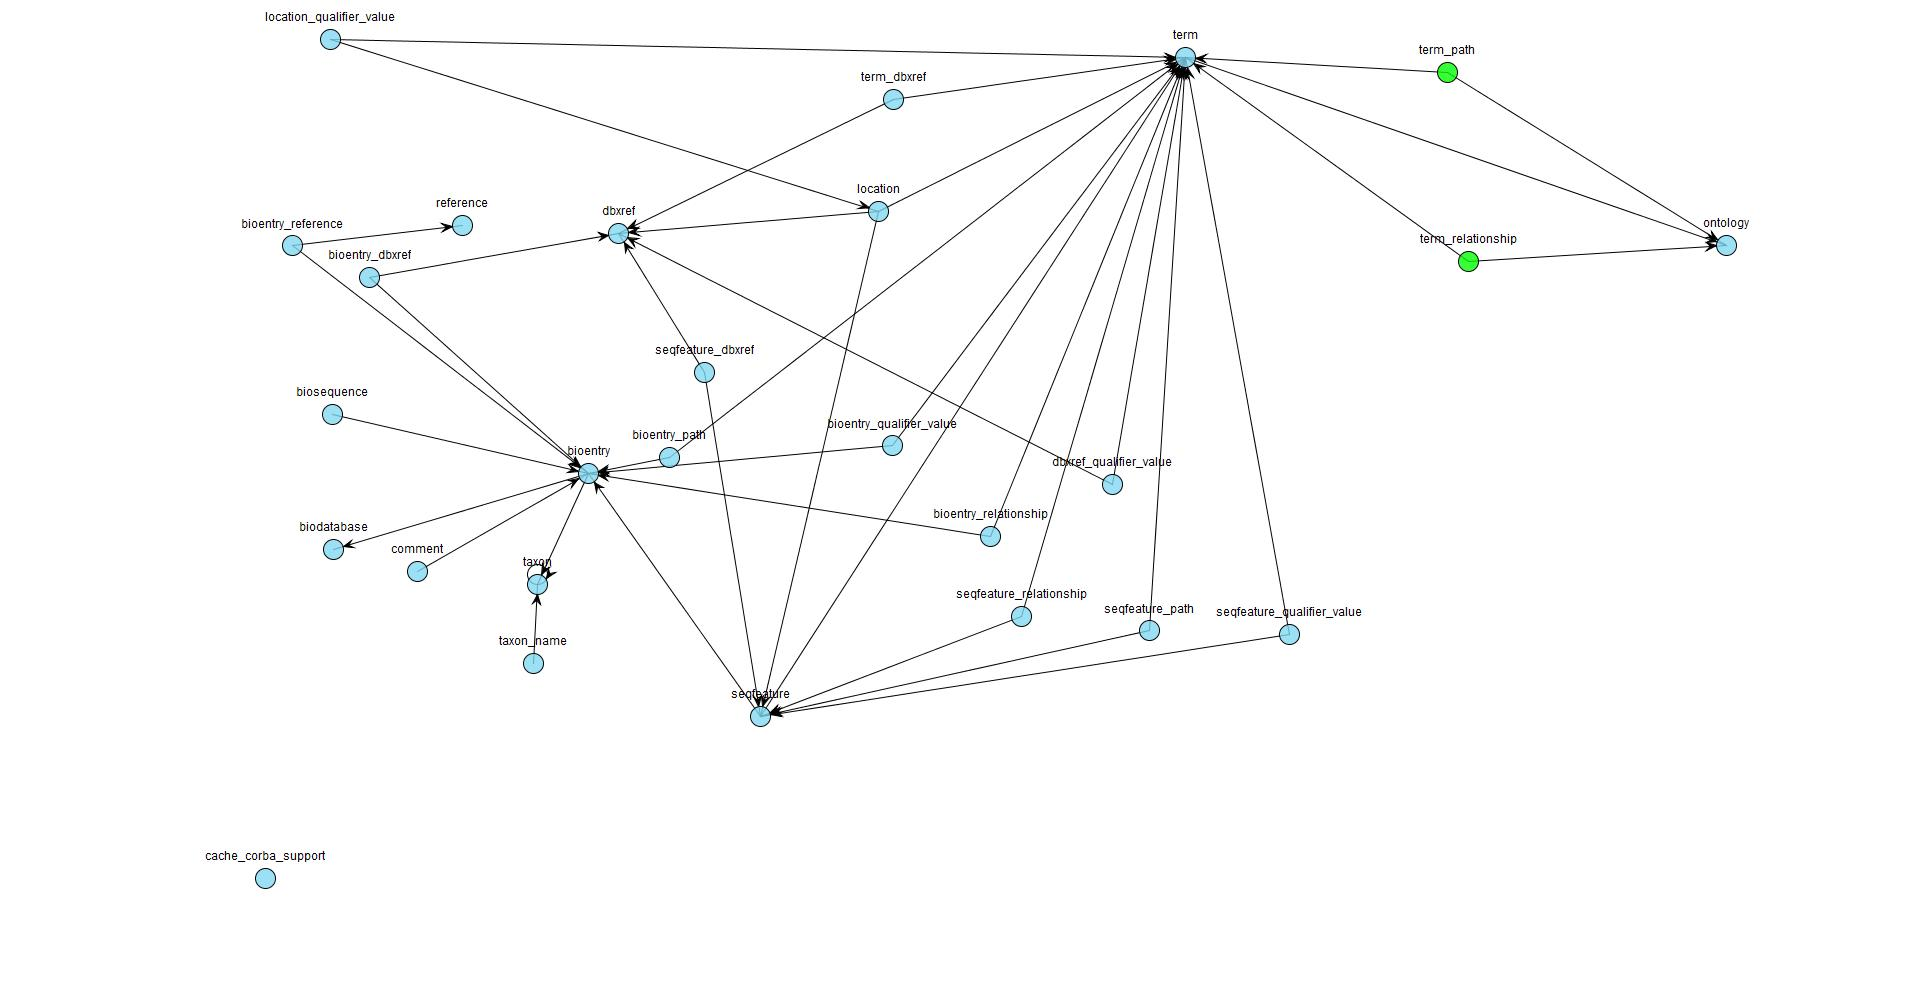 location_qualifier_value
term
term_path
term_dbxref
location
reference
dbxref
bioentry_reference
ontology
term_relationship
bioentry_dbxref
seqfeature_dbxref
biosequence
bioentry_qualifier_value
bioentry_path
bioentry
dbxref_qualifier_value
bioentry_relationship
biodatabase
comment
taxon
seqfeature_relationship
seqfeature_path
seqfeature_qualifier_value
taxon_name
seqfeature
cache_corba_support